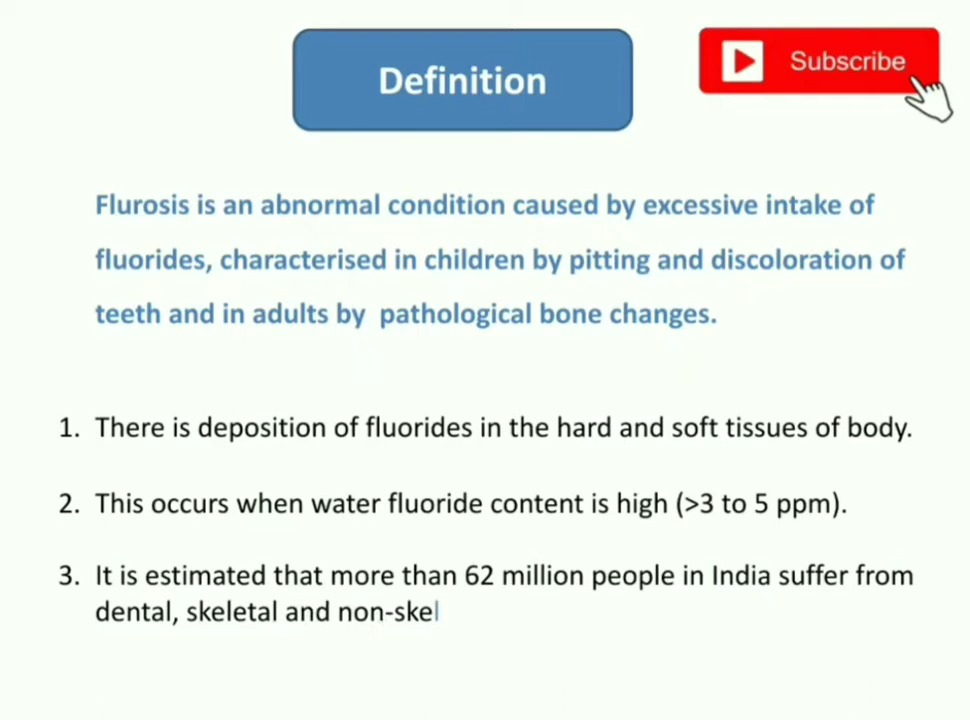 Definition
Subscribe
Flurosis is an abnormal condition caused by excessive intake of
fluorides, characterised in children by pitting and discoloration of
teeth and in adults by pathological bone changes.
1. There is deposition of fluorides in the hard and soft tissues of body.
2. This occurs when water fluoride content is high (>3 to 5 ppm).
3. It is estimated that more than 62 million people in India suffer from
dental, skeletal and non-skel